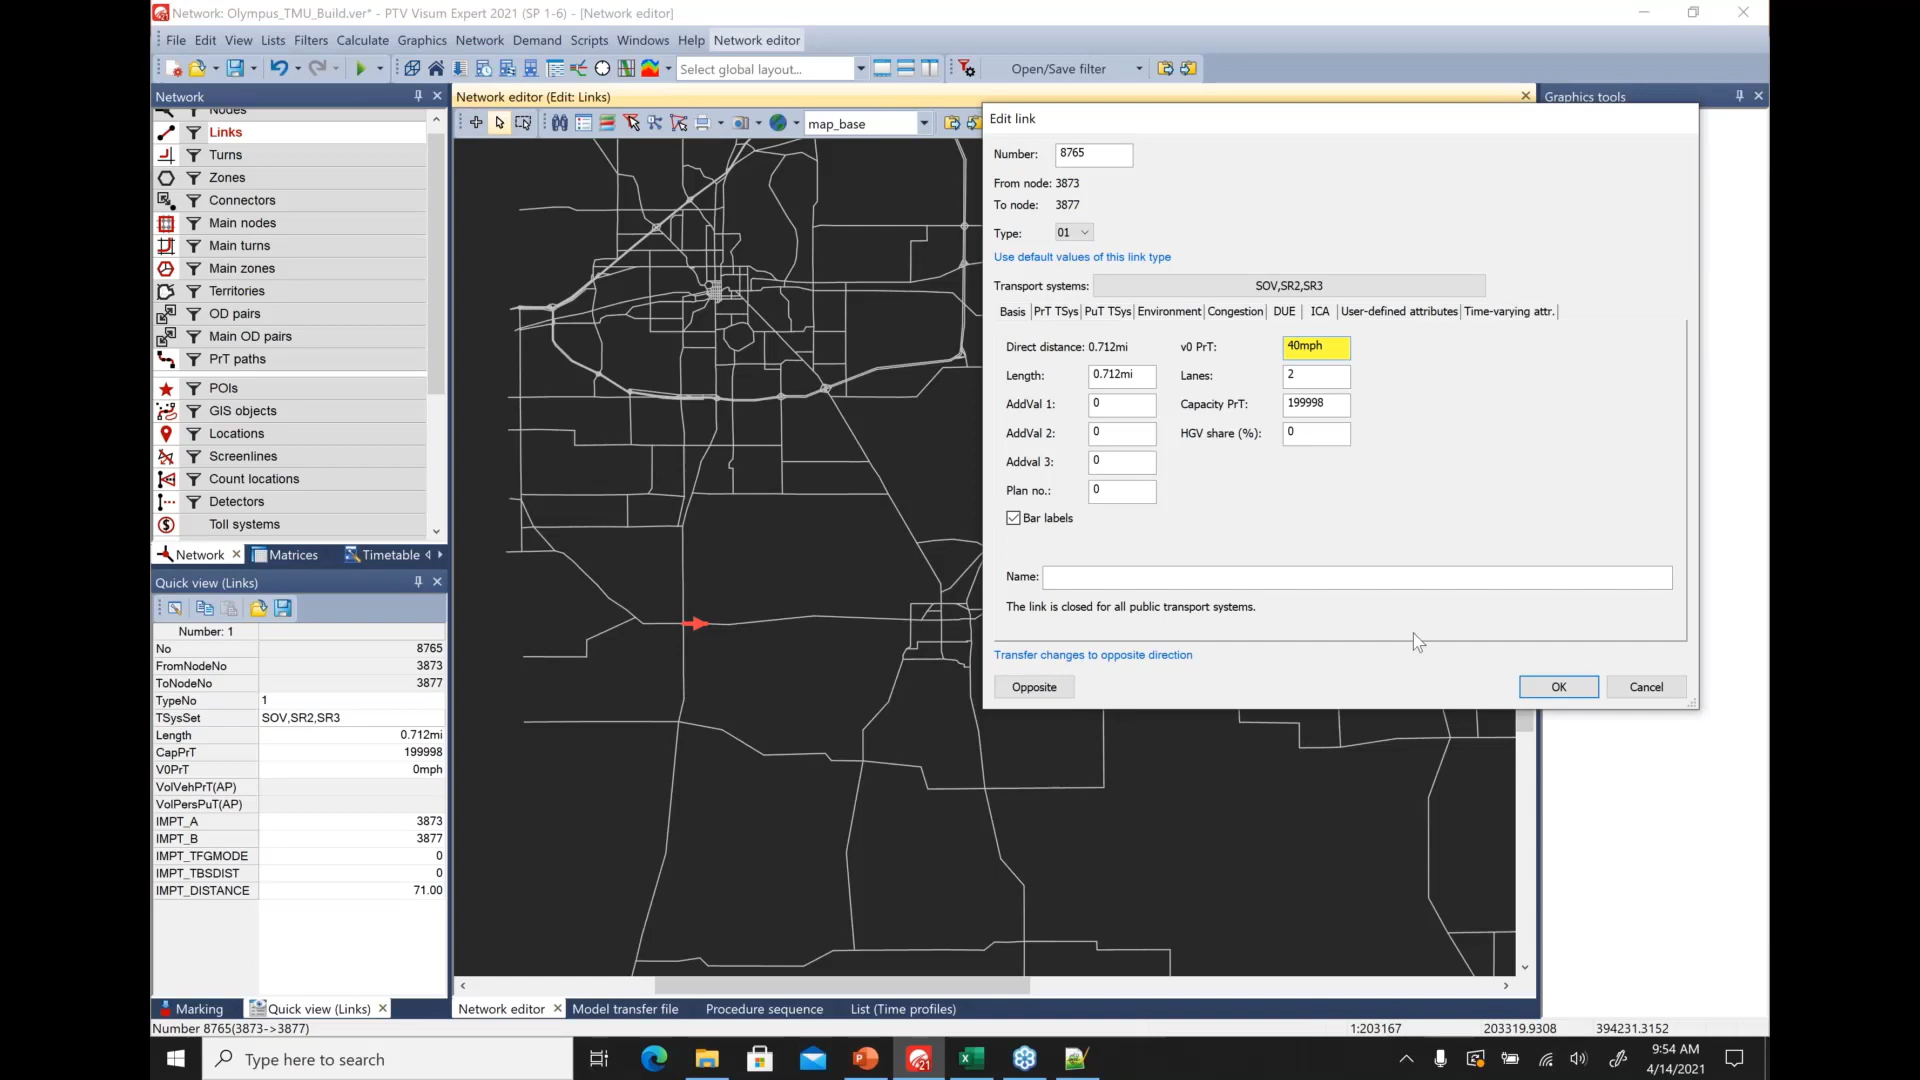 Network: Olympus_TMU_Build.ver* - PTV Visum Expert 2021 (SP 1-6) - [Network editor]
File Edit View Lists Filters Calculate Graphics Network Demand Scripts Windows Help Network editor
Select global layout... Open/Save filter
Network
Nodes
Links
Turns
Zones
Connectors
Main nodes
Main turns
Main zones
Territories
OD pairs
Main OD pairs
PrT paths
POIs
GIS objects
Locations
Screenlines
Count locations
Detectors
Toll systems
Network Matrices Timetable
Quick view (Links)
Number: 1
No 8765
FromNodeNo 3873
ToNodeNo 3877
TypeNo 1
TSysSet SOV,SR2,SR3
Length 0.712mi
CapPrT 199998
V0PrT 0mph
VolVehPrT(AP)
VolPersPuT(AP)
IMPT_A 3873
IMPT_B 3877
IMPT_TFGMODE 0
IMPT_TBSDIST 0
IMPT_DISTANCE 71.00
Marking Quick view (Links)
Network editor (Edit: Links)
map_base
Graphics tools
Edit link
Number: 8765
From node: 3873
To node: 3877
Type: 01
Use default values of this link type
Transport systems: SOV,SR2,SR3
Basis PrT TSys PuT TSys Environment Congestion DUE ICA User-defined attributes Time-varying attr.
Direct distance: 0.712mi v0 PrT: 40mph
Length: 0.712mi Lanes: 2
AddVal 1: 0 Capacity PrT: 199998
AddVal 2: 0 HGV share (%): 0
Addval 3: 0
Plan no.: 0
Bar labels
Name:
The link is closed for all public transport systems.
Transfer changes to opposite direction
Opposite OK Cancel
Network editor Model transfer file Procedure sequence List (Time profiles)
Number 8765(3873->3877) 1:203167 203319.9308 394231.3152
Type here to search
9:54 AM
4/14/2021